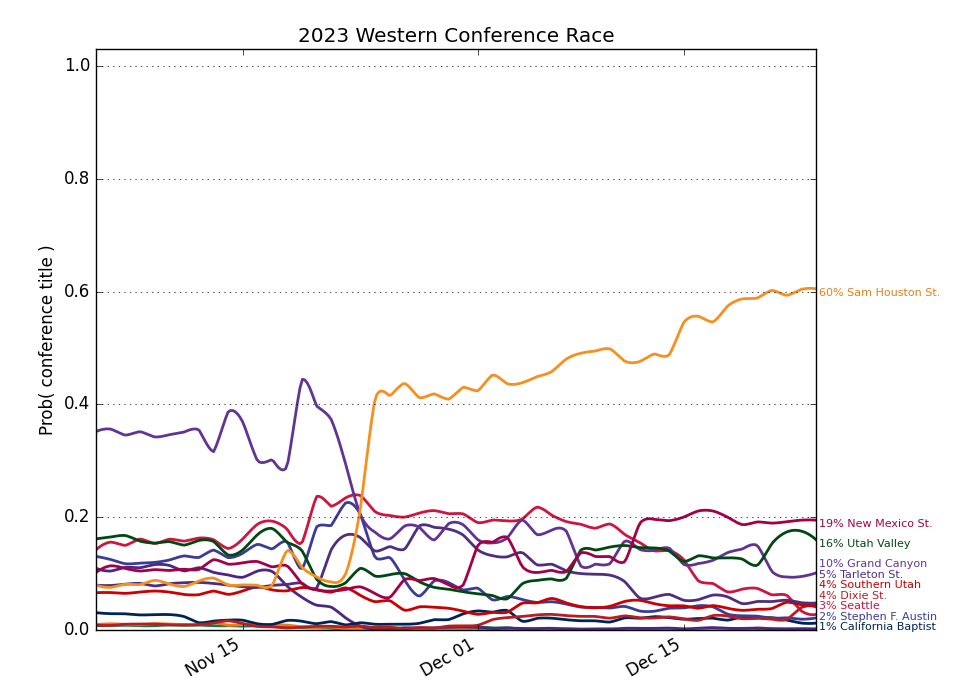 2023 Western Conference Race
Prob( conference title )
1.0
0.8
0.6
0.4
0.2
0.0
Nov 15
Dec 01
Dec 15
60% Sam Houston St.
19% New Mexico St.
16% Utah Valley
10% Grand Canyon
5% Tarleton St.
4% Southern Utah
4% Dixie St.
3% Seattle
2% Stephen F. Austin
1% California Baptist